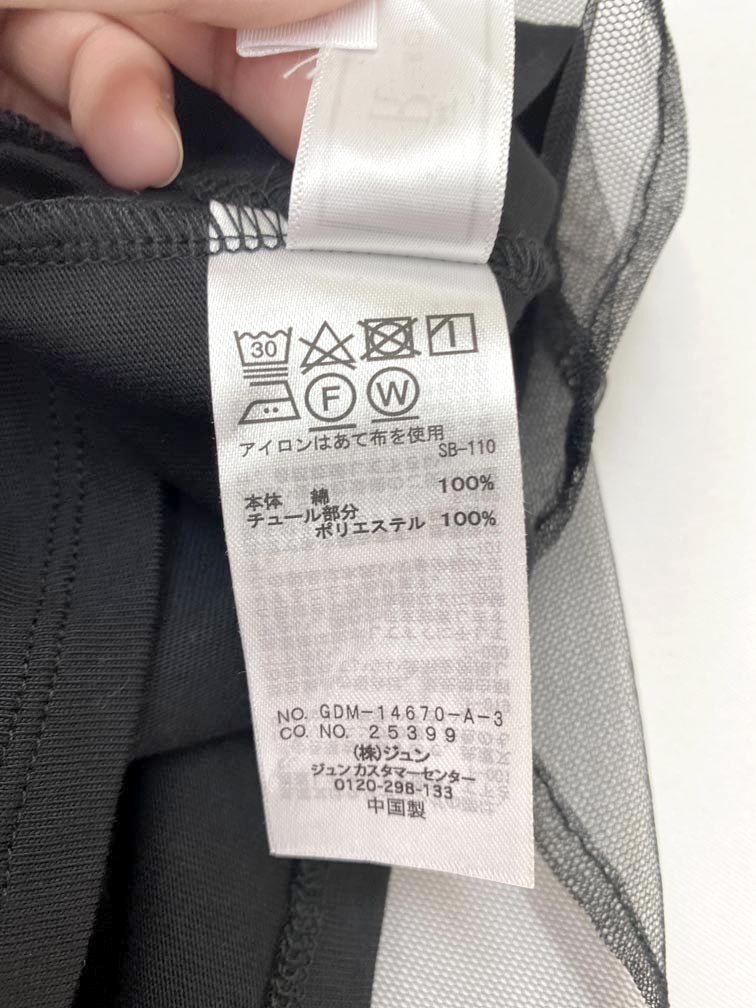 30
F W
アイロンはあて布を使用
SB-110
本体 綿 100%
チュール部分
ポリエステル 100%
NO. GDM-14670-A-3
CO. NO. 25399
(株)ジュン
ジュンカスタマーセンター
0120-298-133
中国製